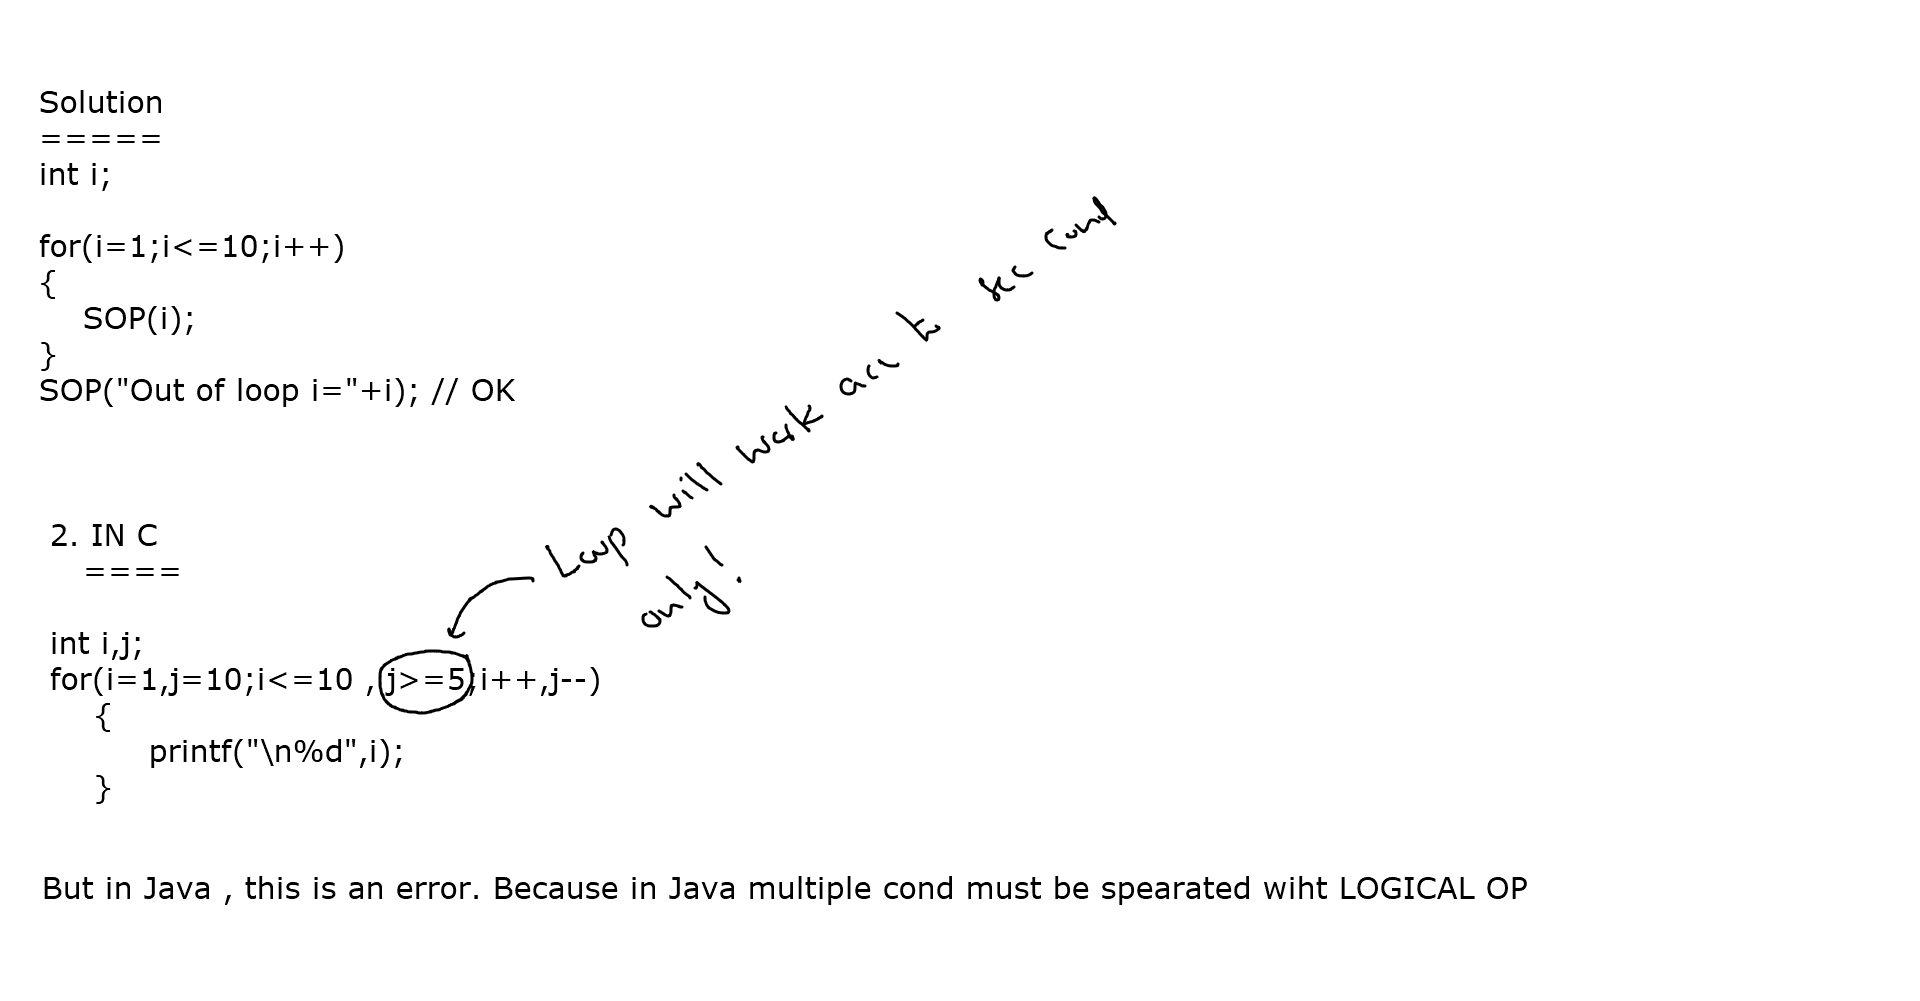 Solution
=====
int i;
for(i=1;i<=10;i++)
{
SOP(i);
}
SOP("Out of loop i="+i); // OK
2. IN C
====
int i,j;
for(i=1,j=10;i<=10 ,j>=5;i++,j--)
{
printf("\n%d",i);
}
Loop will work acc to sec cond
only!
But in Java , this is an error. Because in Java multiple cond must be spearated wiht LOGICAL OP